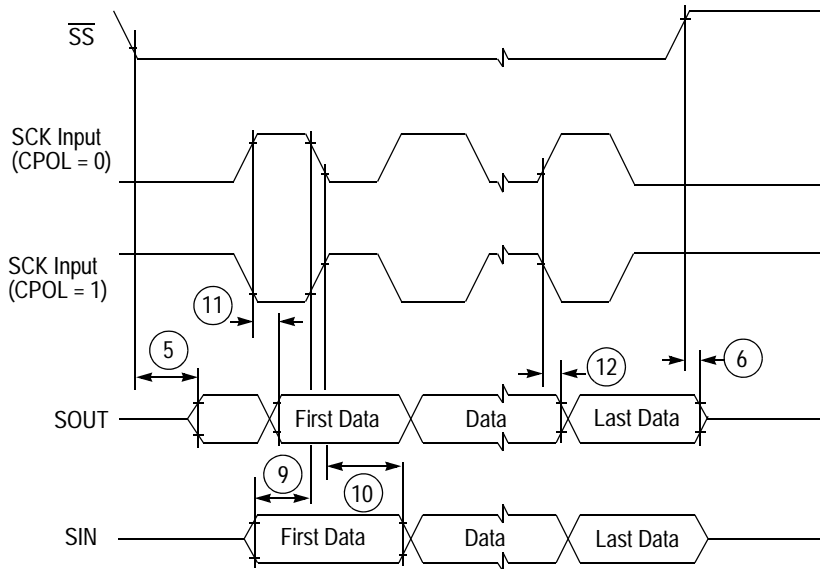 SS
SCK Input
(CPOL = 0)
SCK Input
(CPOL = 1)
11
5
12
6
SOUT
First Data
Data
Last Data
9
10
SIN
First Data
Data
Last Data